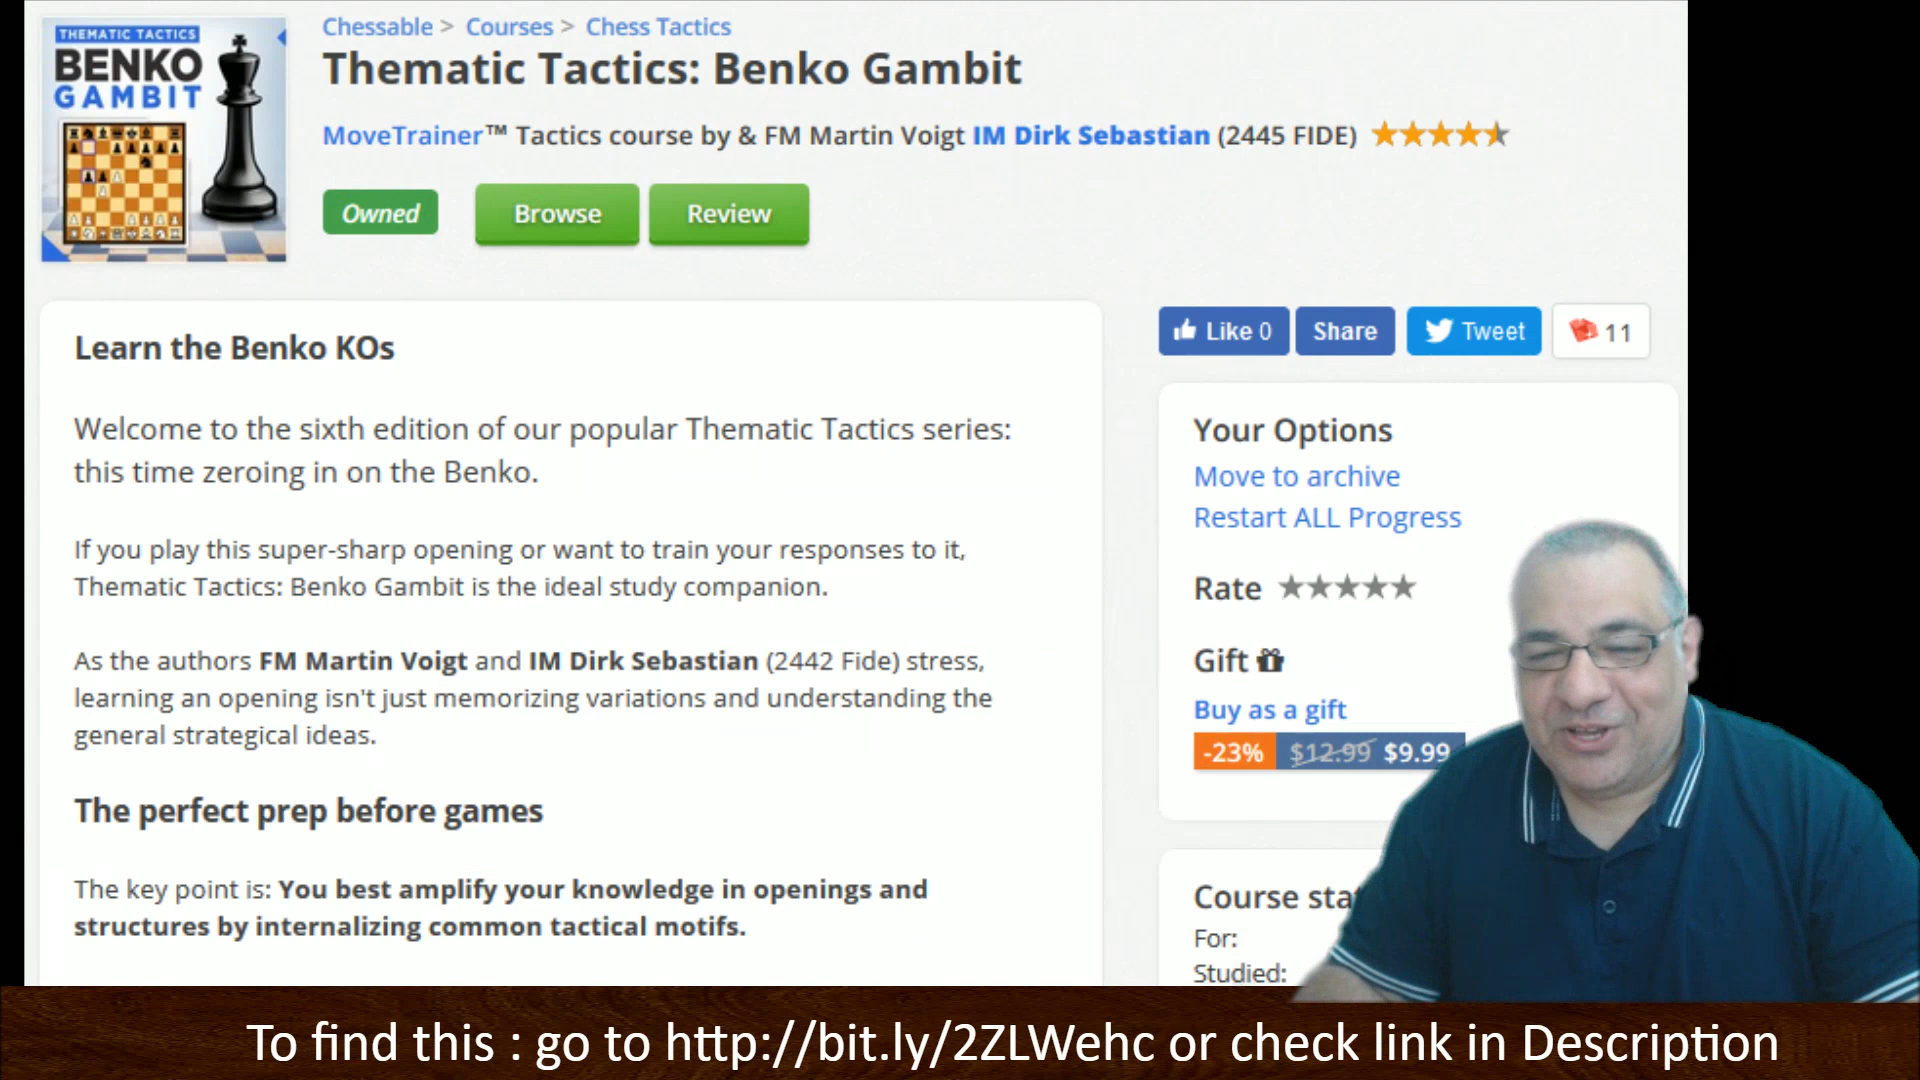 THEMATIC TACTICS
BENKO
GAMBIT
Chessable > Courses > Chess Tactics
Thematic Tactics: Benko Gambit
MoveTrainer™ Tactics course by & FM Martin Voigt IM Dirk Sebastian (2445 FIDE)
Owned
Browse
Review
Learn the Benko KOs
Welcome to the sixth edition of our popular Thematic Tactics series:
this time zeroing in on the Benko.
If you play this super-sharp opening or want to train your responses to it,
Thematic Tactics: Benko Gambit is the ideal study companion.
As the authors FM Martin Voigt and IM Dirk Sebastian (2442 Fide) stress,
learning an opening isn't just memorizing variations and understanding the
general strategical ideas.
The perfect prep before games
The key point is: You best amplify your knowledge in openings and
structures by internalizing common tactical motifs.
Like 0
Share
Tweet
11
Your Options
Move to archive
Restart ALL Progress
Rate
Gift
Buy as a gift
-23% $12.99 $9.99
Course sta
For:
Studied:
To find this : go to http://bit.ly/2ZLWehc or check link in Description